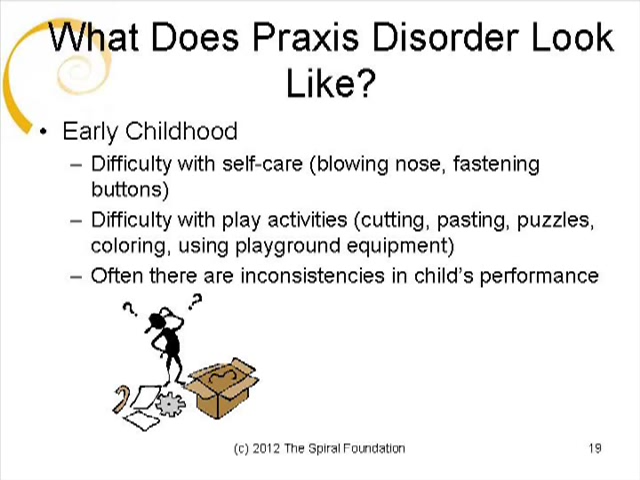 What Does Praxis Disorder Look
Like?
• Early Childhood
– Difficulty with self-care (blowing nose, fastening
buttons)
– Difficulty with play activities (cutting, pasting, puzzles,
coloring, using playground equipment)
– Often there are inconsistencies in child's performance
? ?
(c) 2012 The Spiral Foundation 19